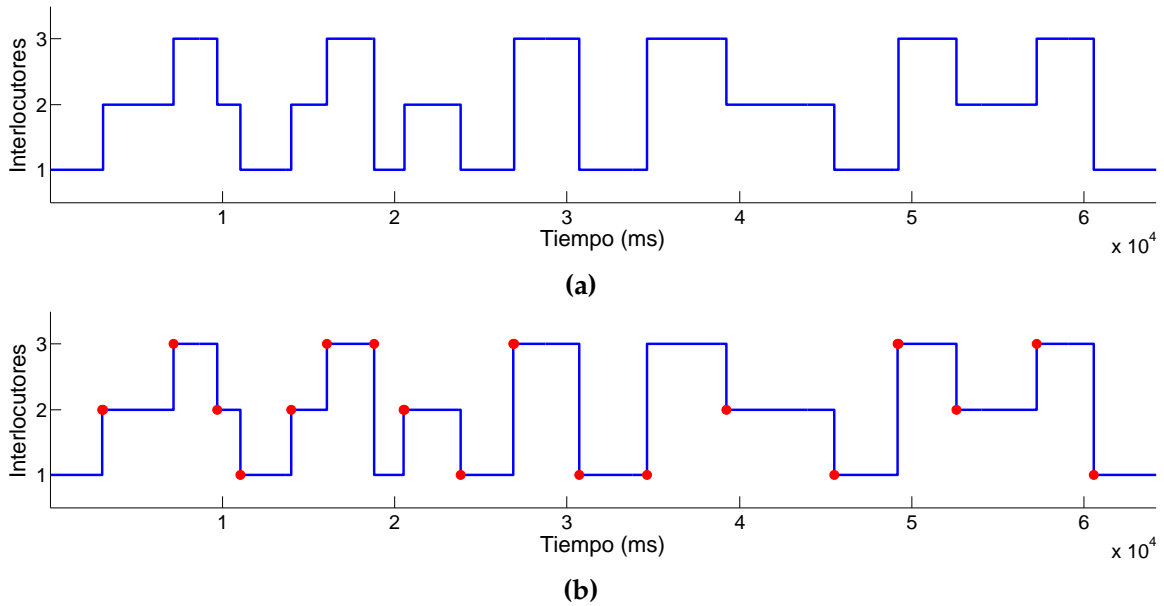 Interlocutores
3
2
1
1 2 3 4 5 6
Tiempo (ms)
x 10^4
(a)
Interlocutores
3
2
1
1 2 3 4 5 6
Tiempo (ms)
x 10^4
(b)